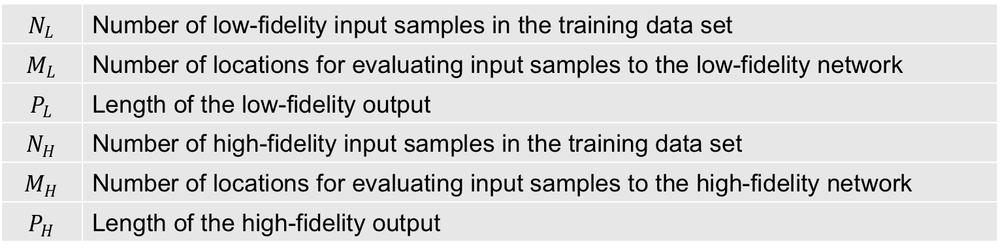 N_L Number of low-fidelity input samples in the training data set
M_L Number of locations for evaluating input samples to the low-fidelity network
P_L Length of the low-fidelity output
N_H Number of high-fidelity input samples in the training data set
M_H Number of locations for evaluating input samples to the high-fidelity network
P_H Length of the high-fidelity output